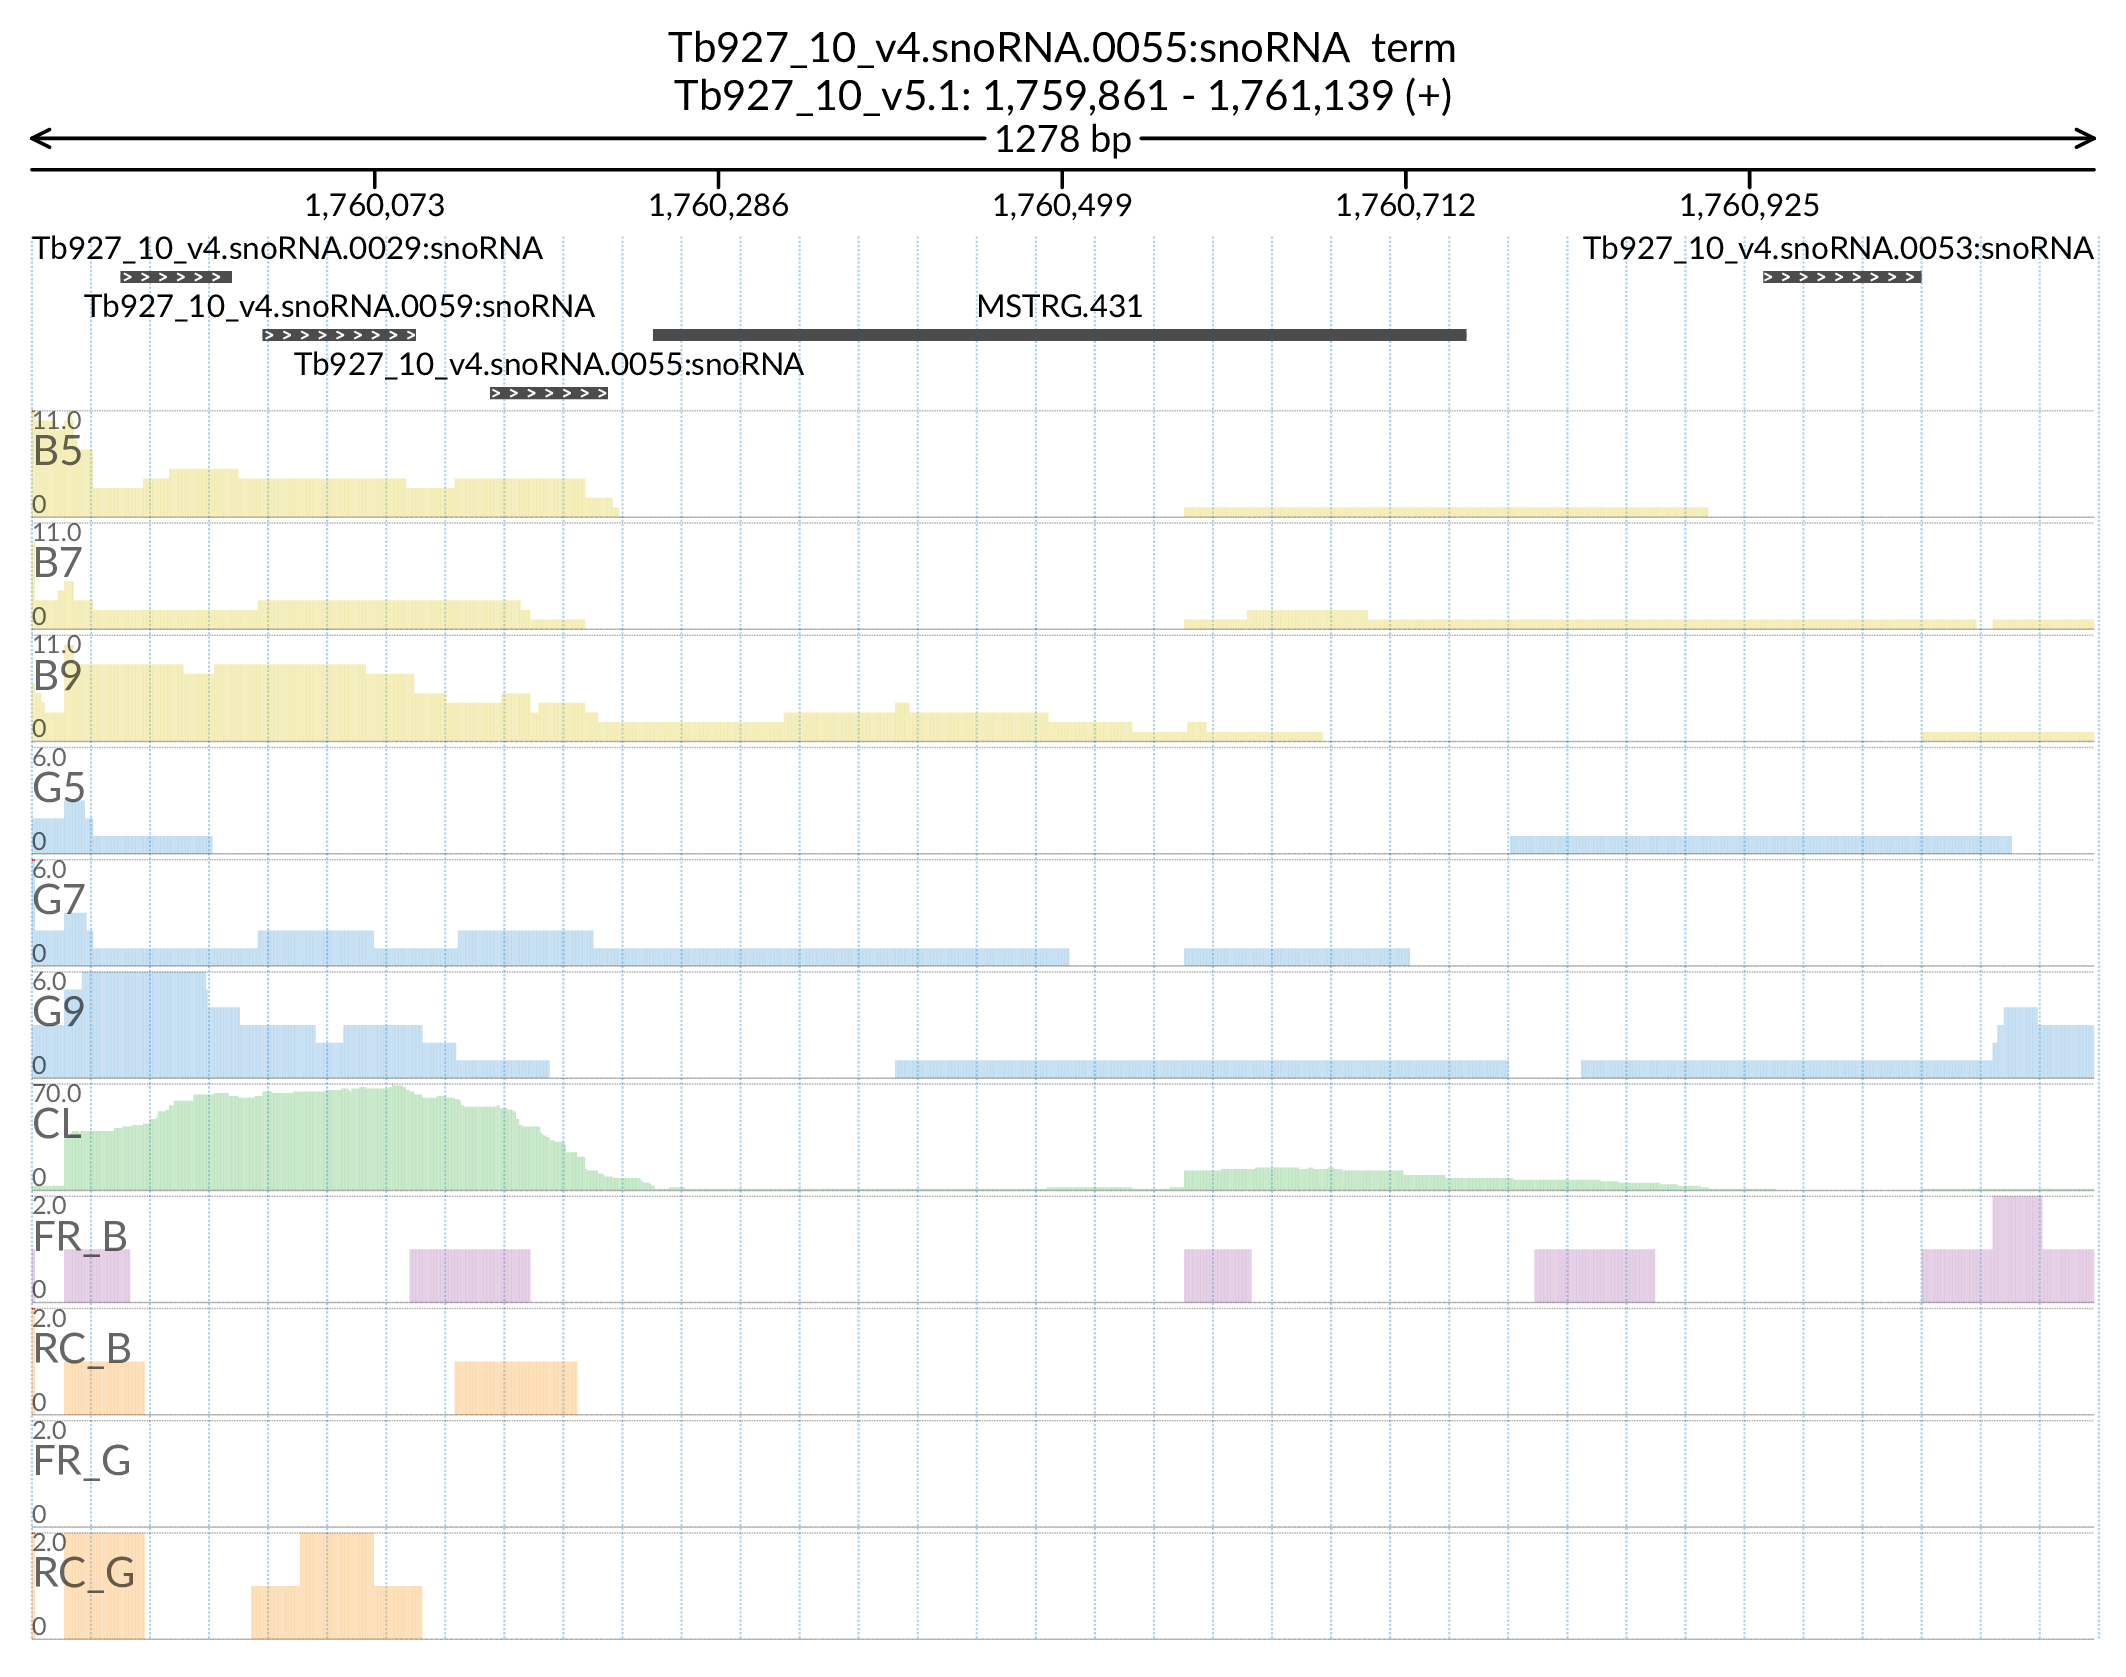 Tb927_10_v4.snoRNA.0055:snoRNA term
Tb927_10_v5.1: 1,759,861 - 1,761,139 (+)
1278 bp
1,760,073 1,760,286 1,760,499 1,760,712 1,760,925
Tb927_10_v4.snoRNA.0029:snoRNA Tb927_10_v4.snoRNA.0053:snoRNA
Tb927_10_v4.snoRNA.0059:snoRNA MSTRG.431
Tb927_10_v4.snoRNA.0055:snoRNA
11.0
B5
0
11.0
B7
0
11.0
B9
0
6.0
G5
0
6.0
G7
0
6.0
G9
0
70.0
CL
0
2.0
FR_B
0
2.0
RC_B
0
2.0
FR_G
0
2.0
RC_G
0